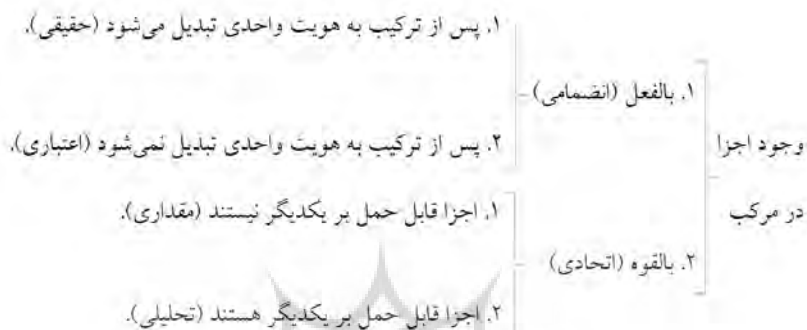 ۱. پس از ترکیب به هویت واحدی تبدیل می‌شود (حقیقی).
۱. بالفعل (انضمامی)
۲. پس از ترکیب به هویت واحدی تبدیل نمی‌شود (اعتباری).
وجود اجزا
در مرکب
۱. اجزا قابل حمل بر یکدیگر نیستند (مقداری).
۲. بالقوه (اتحادی)
۲. اجزا قابل حمل بر یکدیگر هستند (تحلیلی).